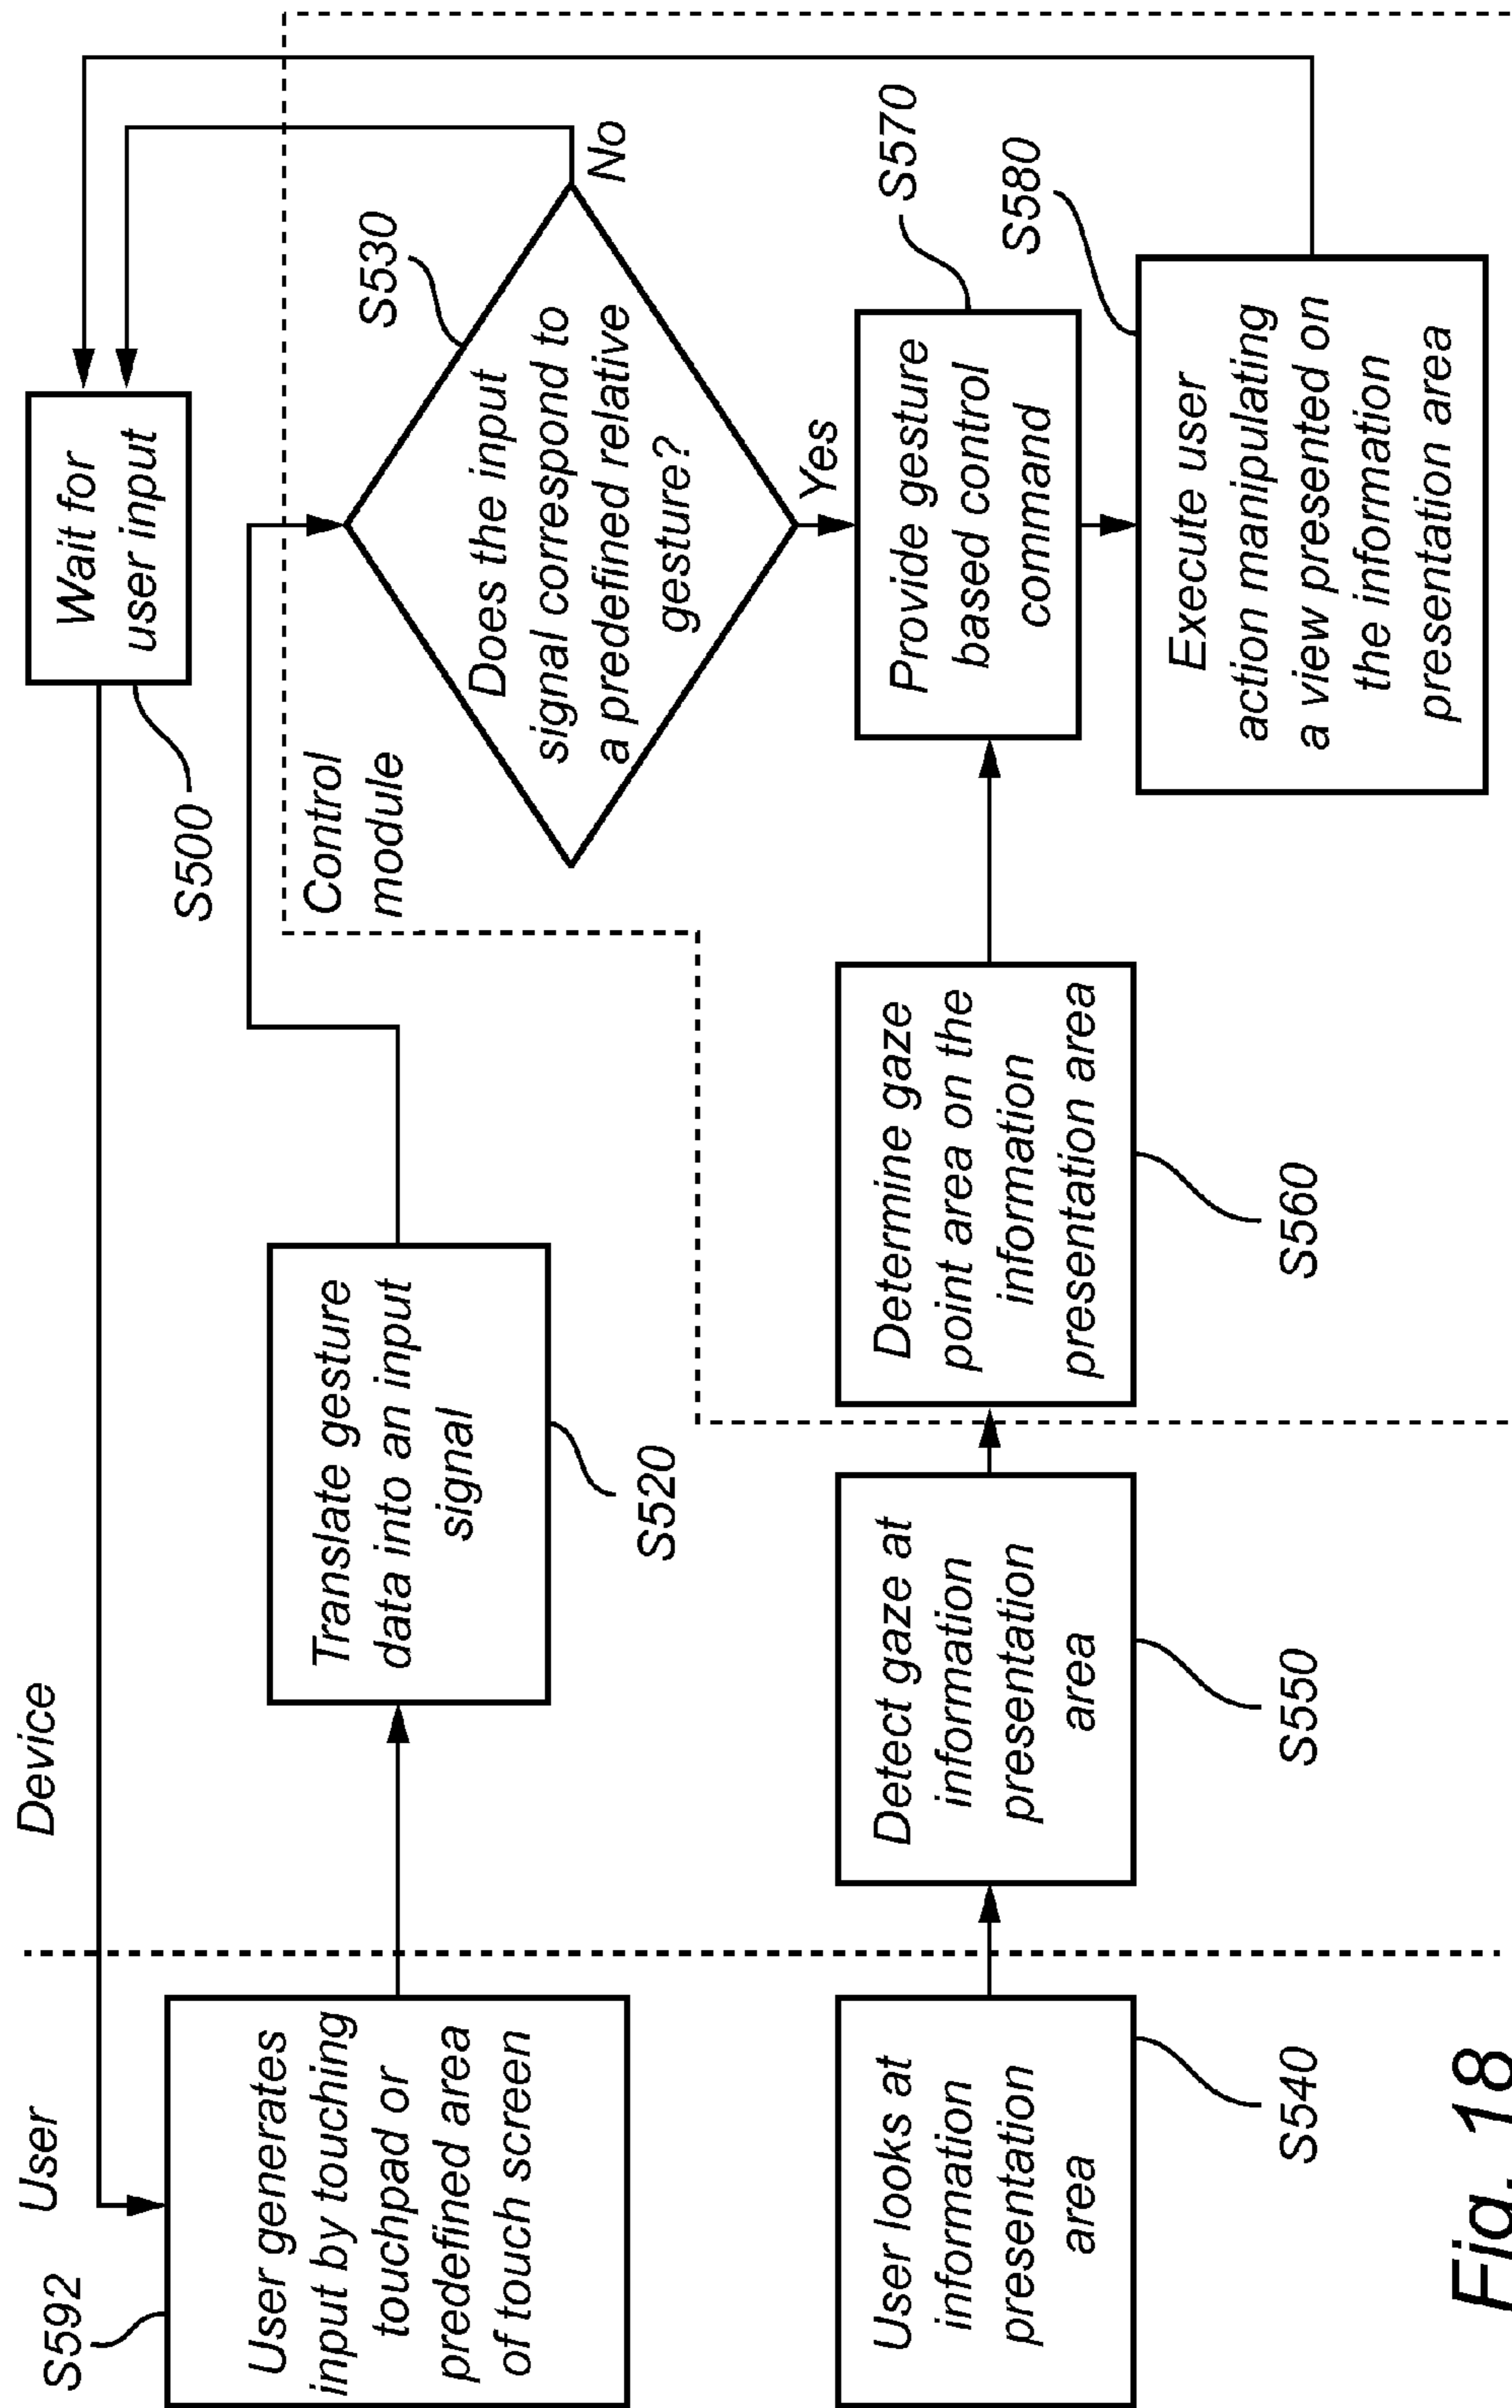 User
Device
S592
User generates
input by touching
touchpad or
predefined area
of touch screen
Translate gesture
data into an input
signal
S520
Wait for
user input
S500
Control
module
S530
Does the input
signal correspond to
a predefined relative
gesture?
No
Yes
User looks at
information
presentation
area
S540
Detect gaze at
information
presentation
area
S550
Determine gaze
point area on the
information
presentation area
S560
Provide gesture
based control
command
S570
Execute user
action manipulating
a view presented on
the information
presentation area
S580
Fig. 18